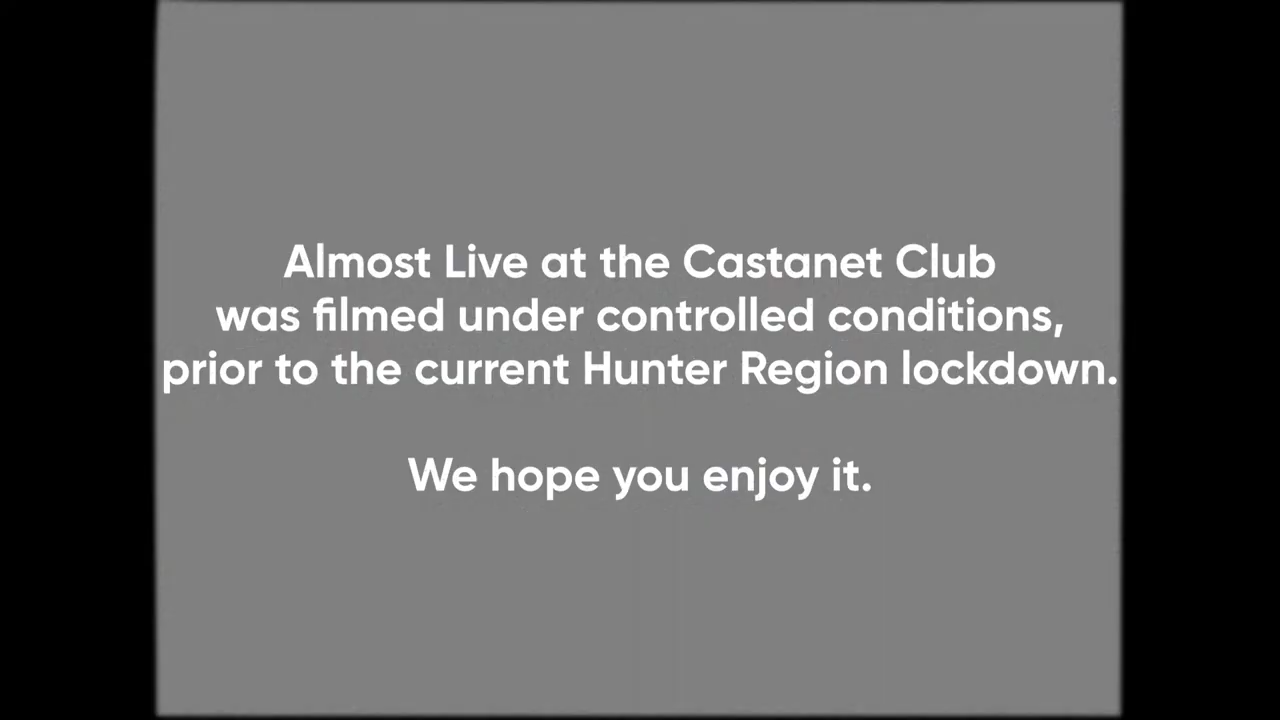 Almost Live at the Castanet Club
was filmed under controlled conditions,
prior to the current Hunter Region lockdown.
We hope you enjoy it.